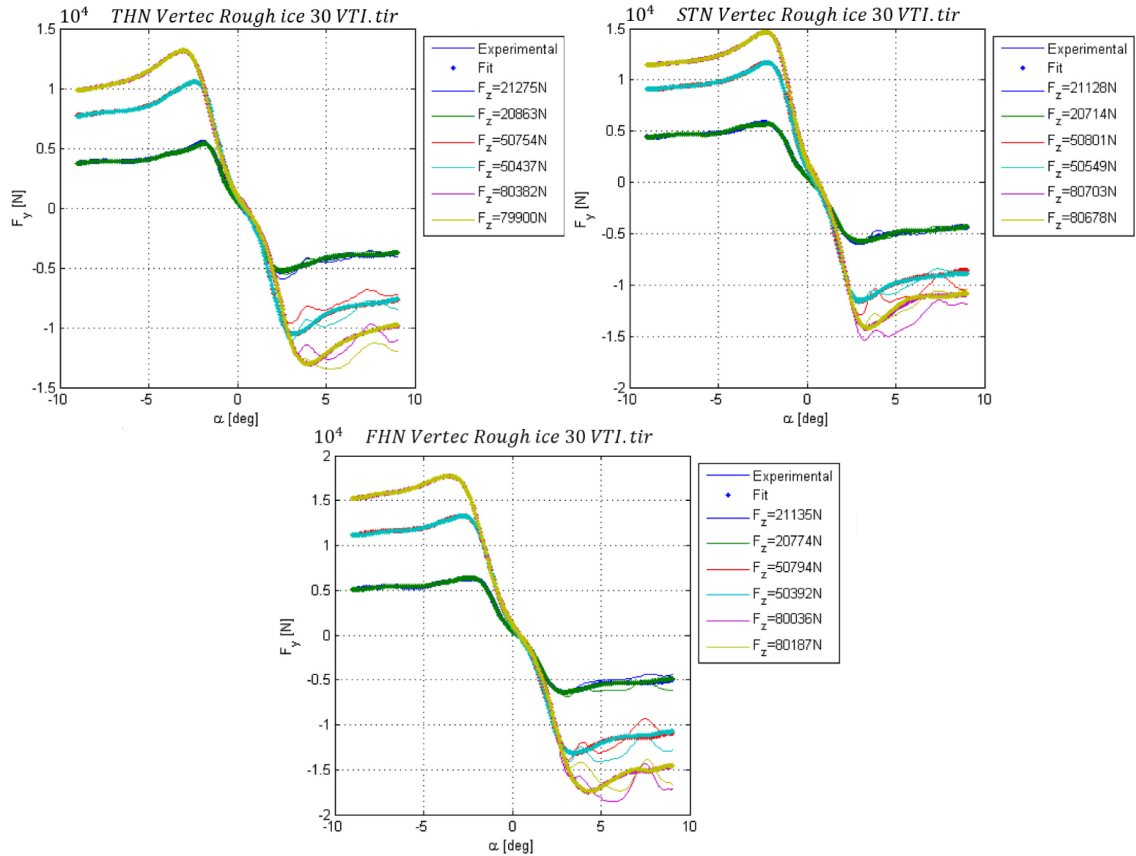 10^4 THN Vertec Rough ice 30 VTI.tir
1.5
1
0.5
0
-0.5
-1
-1.5
-10
-5
0
5
10
F_y [N]
α [deg]
Experimental
Fit
F_z=21275N
F_z=20863N
F_z=50754N
F_z=50437N
F_z=80382N
F_z=79900N
10^4 STN Vertec Rough ice 30 VTI.tir
1.5
1
0.5
0
-0.5
-1
-1.5
-2
-10
-5
0
5
10
F_y [N]
α [deg]
Experimental
Fit
F_z=21128N
F_z=20714N
F_z=50801N
F_z=50549N
F_z=80703N
F_z=80678N
10^4 FHN Vertec Rough ice 30 VTI.tir
2
1.5
1
0.5
0
-0.5
-1
-1.5
-2
-10
-5
0
5
10
F_y [N]
α [deg]
Experimental
Fit
F_z=21135N
F_z=20774N
F_z=50794N
F_z=50392N
F_z=80036N
F_z=80187N